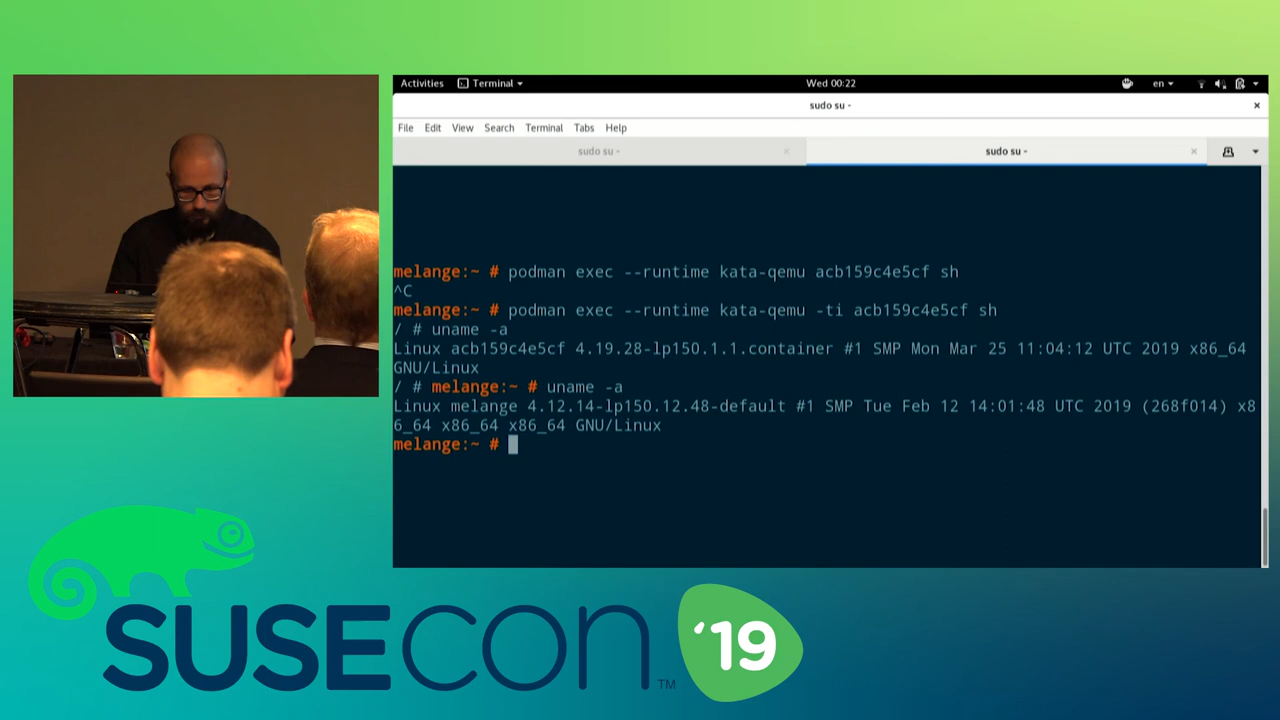 Activities Terminal Wed 00:22 en
sudo su -
File Edit View Search Terminal Tabs Help
sudo su - sudo su -
melange:~ # podman exec --runtime kata-qemu acb159c4e5cf sh
^C
melange:~ # podman exec --runtime kata-qemu -ti acb159c4e5cf sh
/ # uname -a
Linux acb159c4e5cf 4.19.28-lp150.1.1.container #1 SMP Mon Mar 25 11:04:12 UTC 2019 x86_64
GNU/Linux
/ # melange:~ # uname -a
Linux melange 4.12.14-lp150.12.48-default #1 SMP Tue Feb 12 14:01:48 UTC 2019 (268f014) x8
6_64 x86_64 x86_64 GNU/Linux
melange:~ #
SUSECON ™ '19